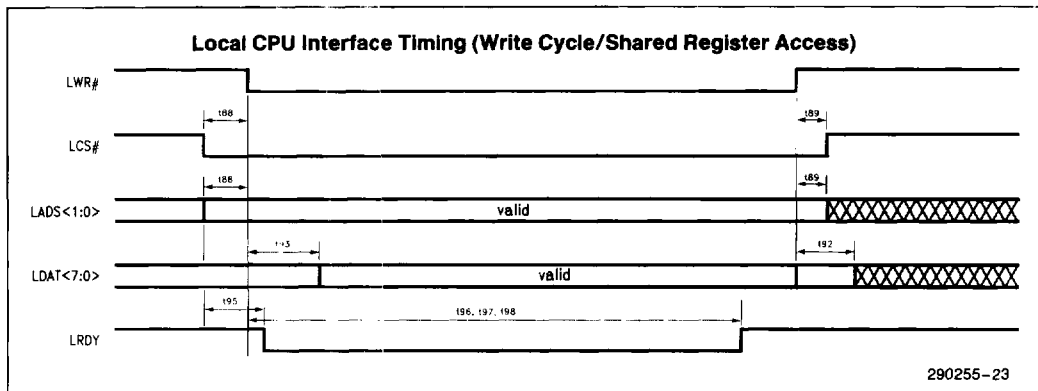 Local CPU Interface Timing (Write Cycle/Shared Register Access)
LWR#
t88
t89
LCS#
t88
t89
LADS<1:0>
valid
t93
t92
LDAT<7:0>
valid
t95
t96, t97, t98
LRDY
290255-23